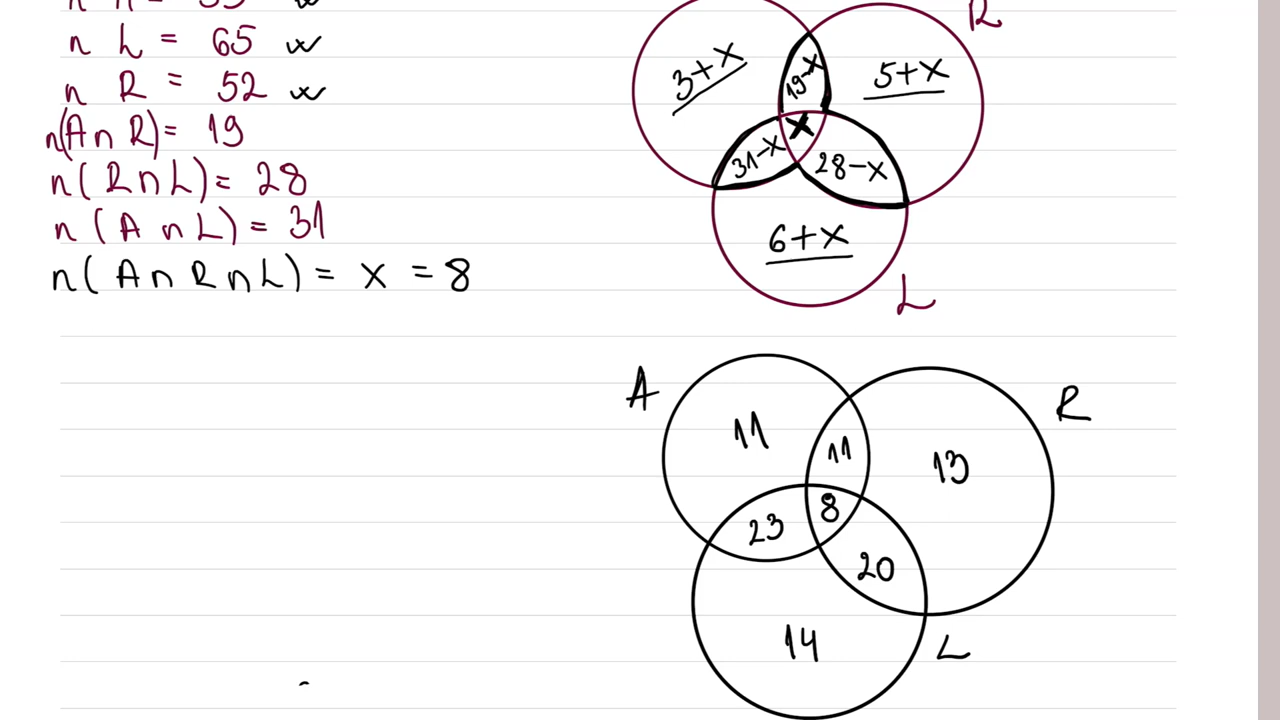 n L = 65 w
n R = 52 w
n(A n R) = 19
n ( R n L) = 28
n ( A n L) = 31
n ( A n R n L) = x = 8
R
3+x
19-x
5+x
x
31-x
28-x
6+x
L
A
R
11
11
13
8
23
20
14
L